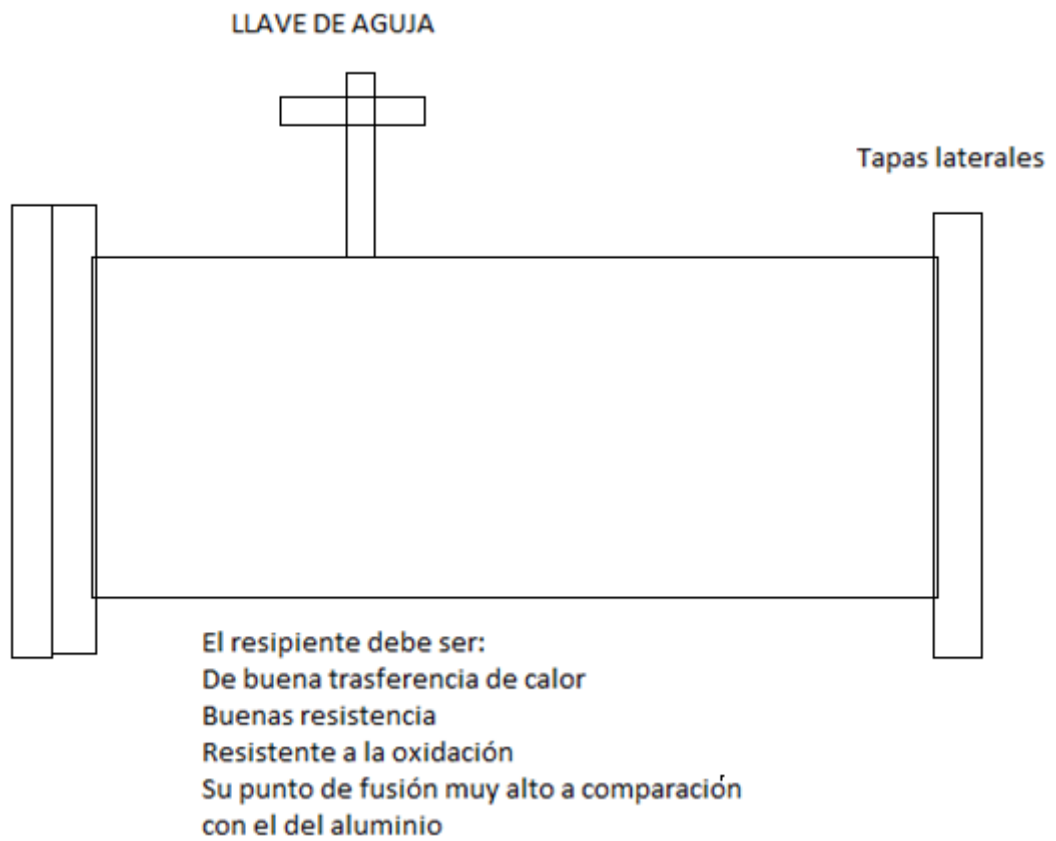 LLAVE DE AGUJA
Tapas laterales
El resipiente debe ser:
De buena trasferencia de calor
Buenas resistencia
Resistente a la oxidación
Su punto de fusión muy alto a comparación
con el del aluminio